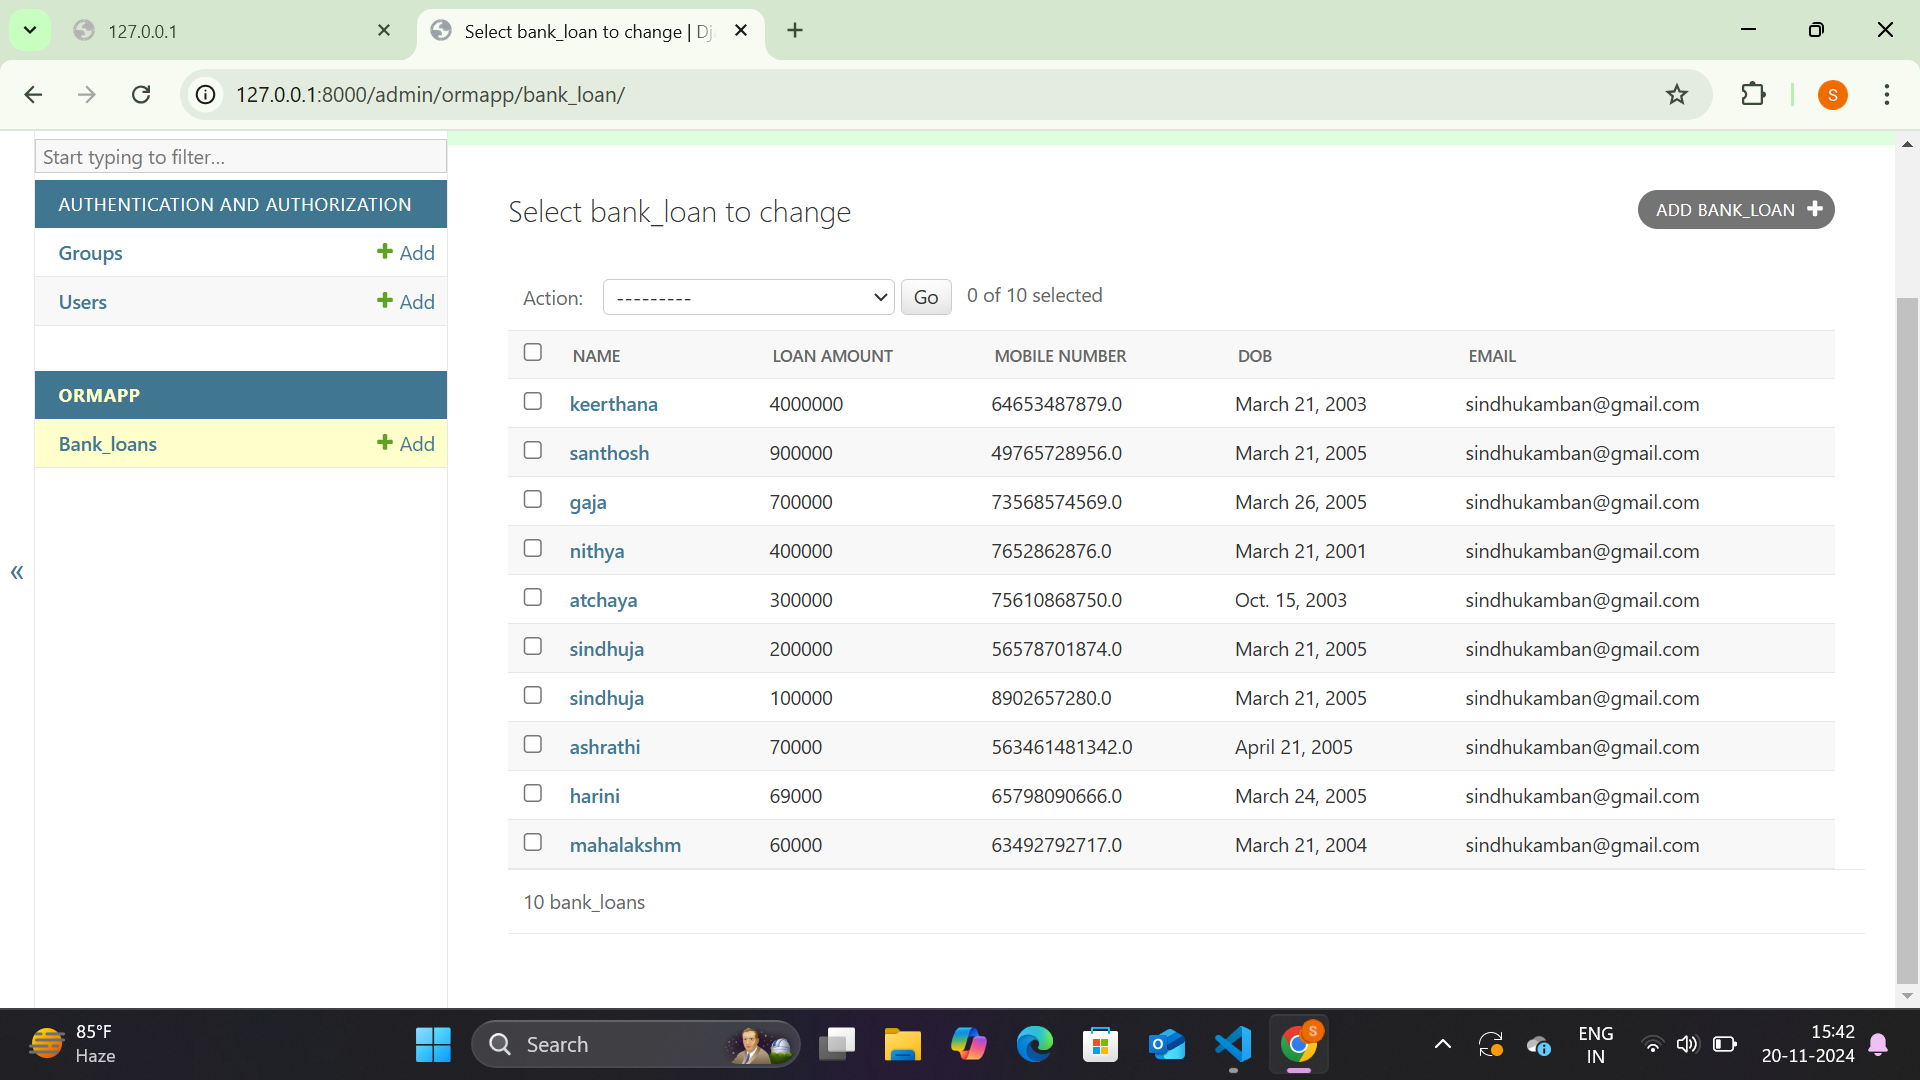 127.0.0.1
Select bank_loan to change | Dj
127.0.0.1:8000/admin/ormapp/bank_loan/
S
Start typing to filter...
AUTHENTICATION AND AUTHORIZATION
Groups + Add
Users + Add
ORMAPP
Bank_loans + Add
«
Select bank_loan to change
ADD BANK_LOAN +
Action: --------- Go 0 of 10 selected
NAME LOAN AMOUNT MOBILE NUMBER DOB EMAIL
keerthana 4000000 64653487879.0 March 21, 2003 sindhukamban@gmail.com
santhosh 900000 49765728956.0 March 21, 2005 sindhukamban@gmail.com
gaja 700000 73568574569.0 March 26, 2005 sindhukamban@gmail.com
nithya 400000 7652862876.0 March 21, 2001 sindhukamban@gmail.com
atchaya 300000 75610868750.0 Oct. 15, 2003 sindhukamban@gmail.com
sindhuja 200000 56578701874.0 March 21, 2005 sindhukamban@gmail.com
sindhuja 100000 8902657280.0 March 21, 2005 sindhukamban@gmail.com
ashrathi 70000 563461481342.0 April 21, 2005 sindhukamban@gmail.com
harini 69000 65798090666.0 March 24, 2005 sindhukamban@gmail.com
mahalakshm 60000 63492792717.0 March 21, 2004 sindhukamban@gmail.com
10 bank_loans
85°F
Haze
Search
S
ENG
IN
15:42
20-11-2024